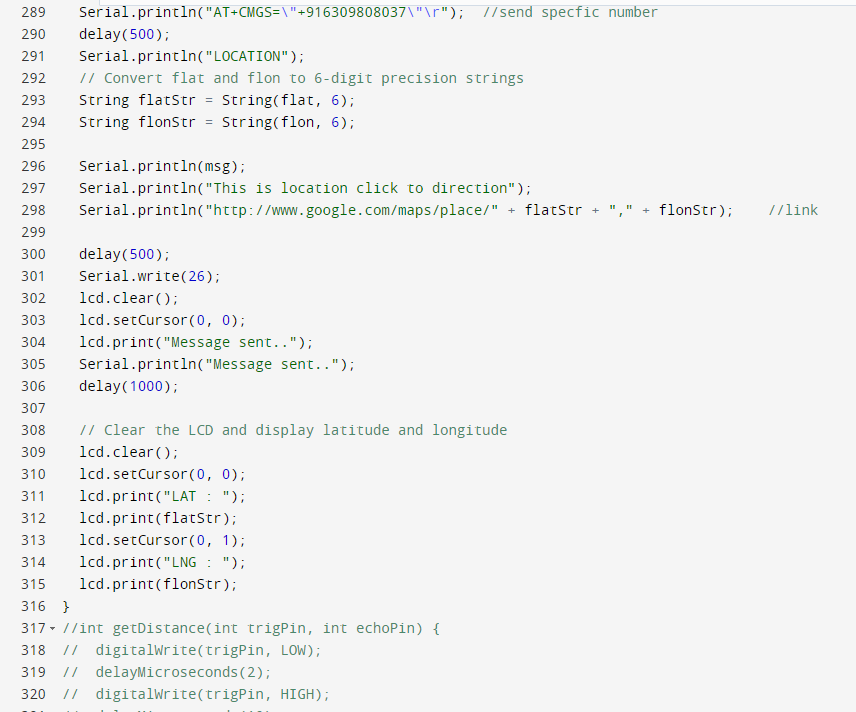 289 Serial.println("AT+CMGS=\"+916309808037\"\r"); //send specfic number
290 delay(500);
291 Serial.println("LOCATION");
292 // Convert flat and flon to 6-digit precision strings
293 String flatStr = String(flat, 6);
294 String flonStr = String(flon, 6);
295
296 Serial.println(msg);
297 Serial.println("This is location click to direction");
298 Serial.println("http://www.google.com/maps/place/" + flatStr + "," + flonStr); //link
299
300 delay(500);
301 Serial.write(26);
302 lcd.clear();
303 lcd.setCursor(0, 0);
304 lcd.print("Message sent..");
305 Serial.println("Message sent..");
306 delay(1000);
307
308 // Clear the LCD and display latitude and longitude
309 lcd.clear();
310 lcd.setCursor(0, 0);
311 lcd.print("LAT : ");
312 lcd.print(flatStr);
313 lcd.setCursor(0, 1);
314 lcd.print("LNG : ");
315 lcd.print(flonStr);
316 }
317 //int getDistance(int trigPin, int echoPin) {
318 // digitalWrite(trigPin, LOW);
319 // delayMicroseconds(2);
320 // digitalWrite(trigPin, HIGH);